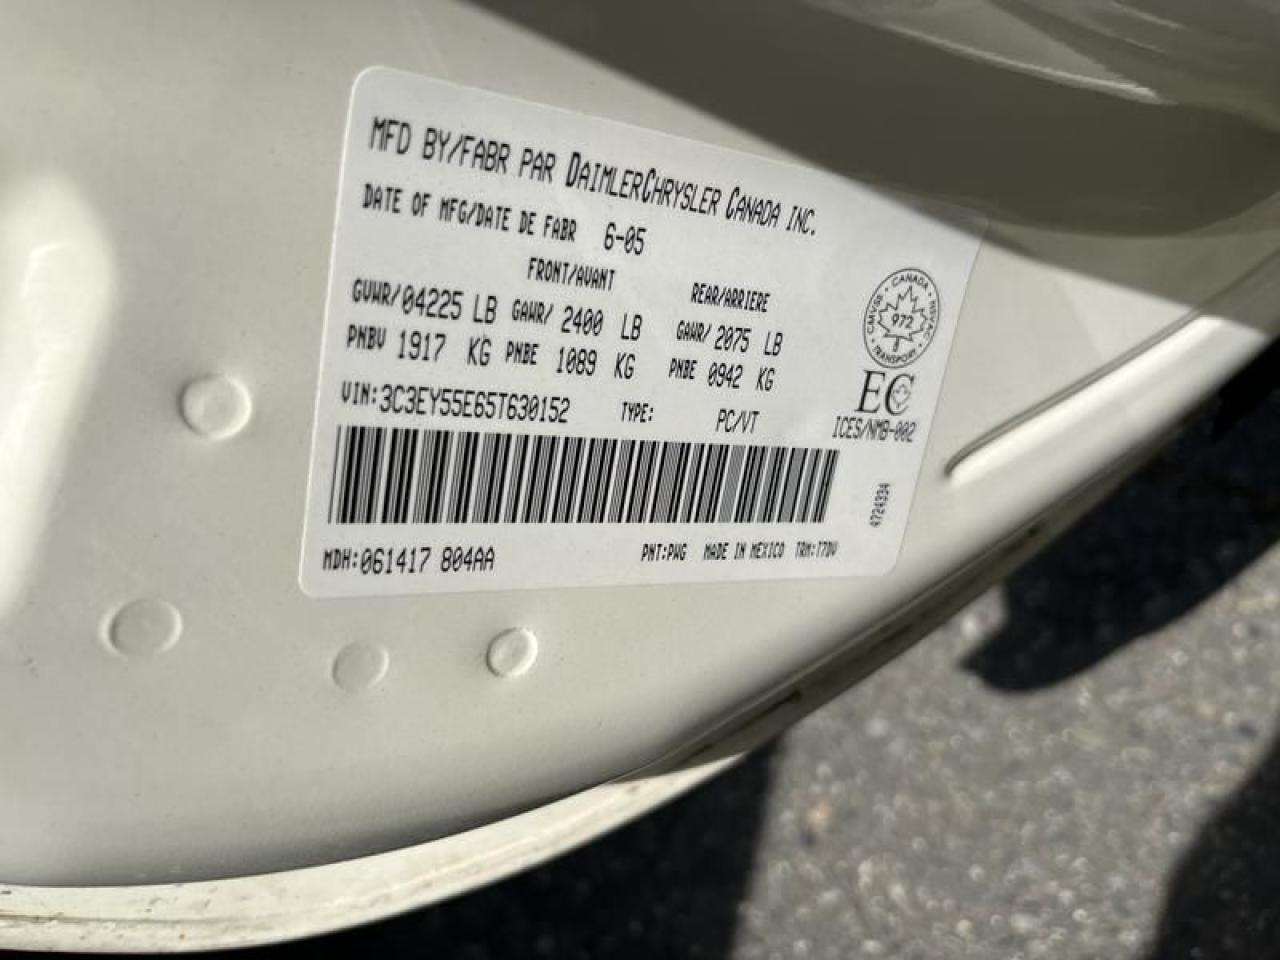 MFD BY/FABR PAR DAIMLERCHRYSLER CANADA INC.
DATE OF MFG/DATE DE FABR 6-05
FRONT/AVANT REAR/ARRIERE
GVWR/04225 LB GAWR/ 2400 LB GAWR/ 2075 LB
PNBV 1917 KG PNBE 1089 KG PNBE 0942 KG
VIN:3C3EY55E65T630152 TYPE: PC/VT
CANADA
CMVSS NSVAC
972
TRANSPORT
EC
ICES/NMB-002
4724334
MDH:061417 804AA PNT:PWG MADE IN MEXICO TRM:T7DV